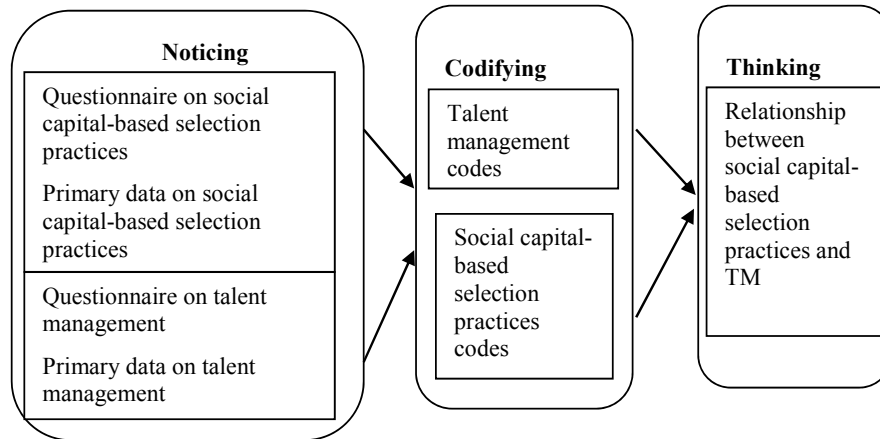 Noticing
Questionnaire on social
capital-based selection
practices
Primary data on social
capital-based selection
practices
Questionnaire on talent
management
Primary data on talent
management
Codifying
Talent
management
codes
Social capital-
based
selection
practices
codes
Thinking
Relationship
between
social capital-
based
selection
practices and
TM